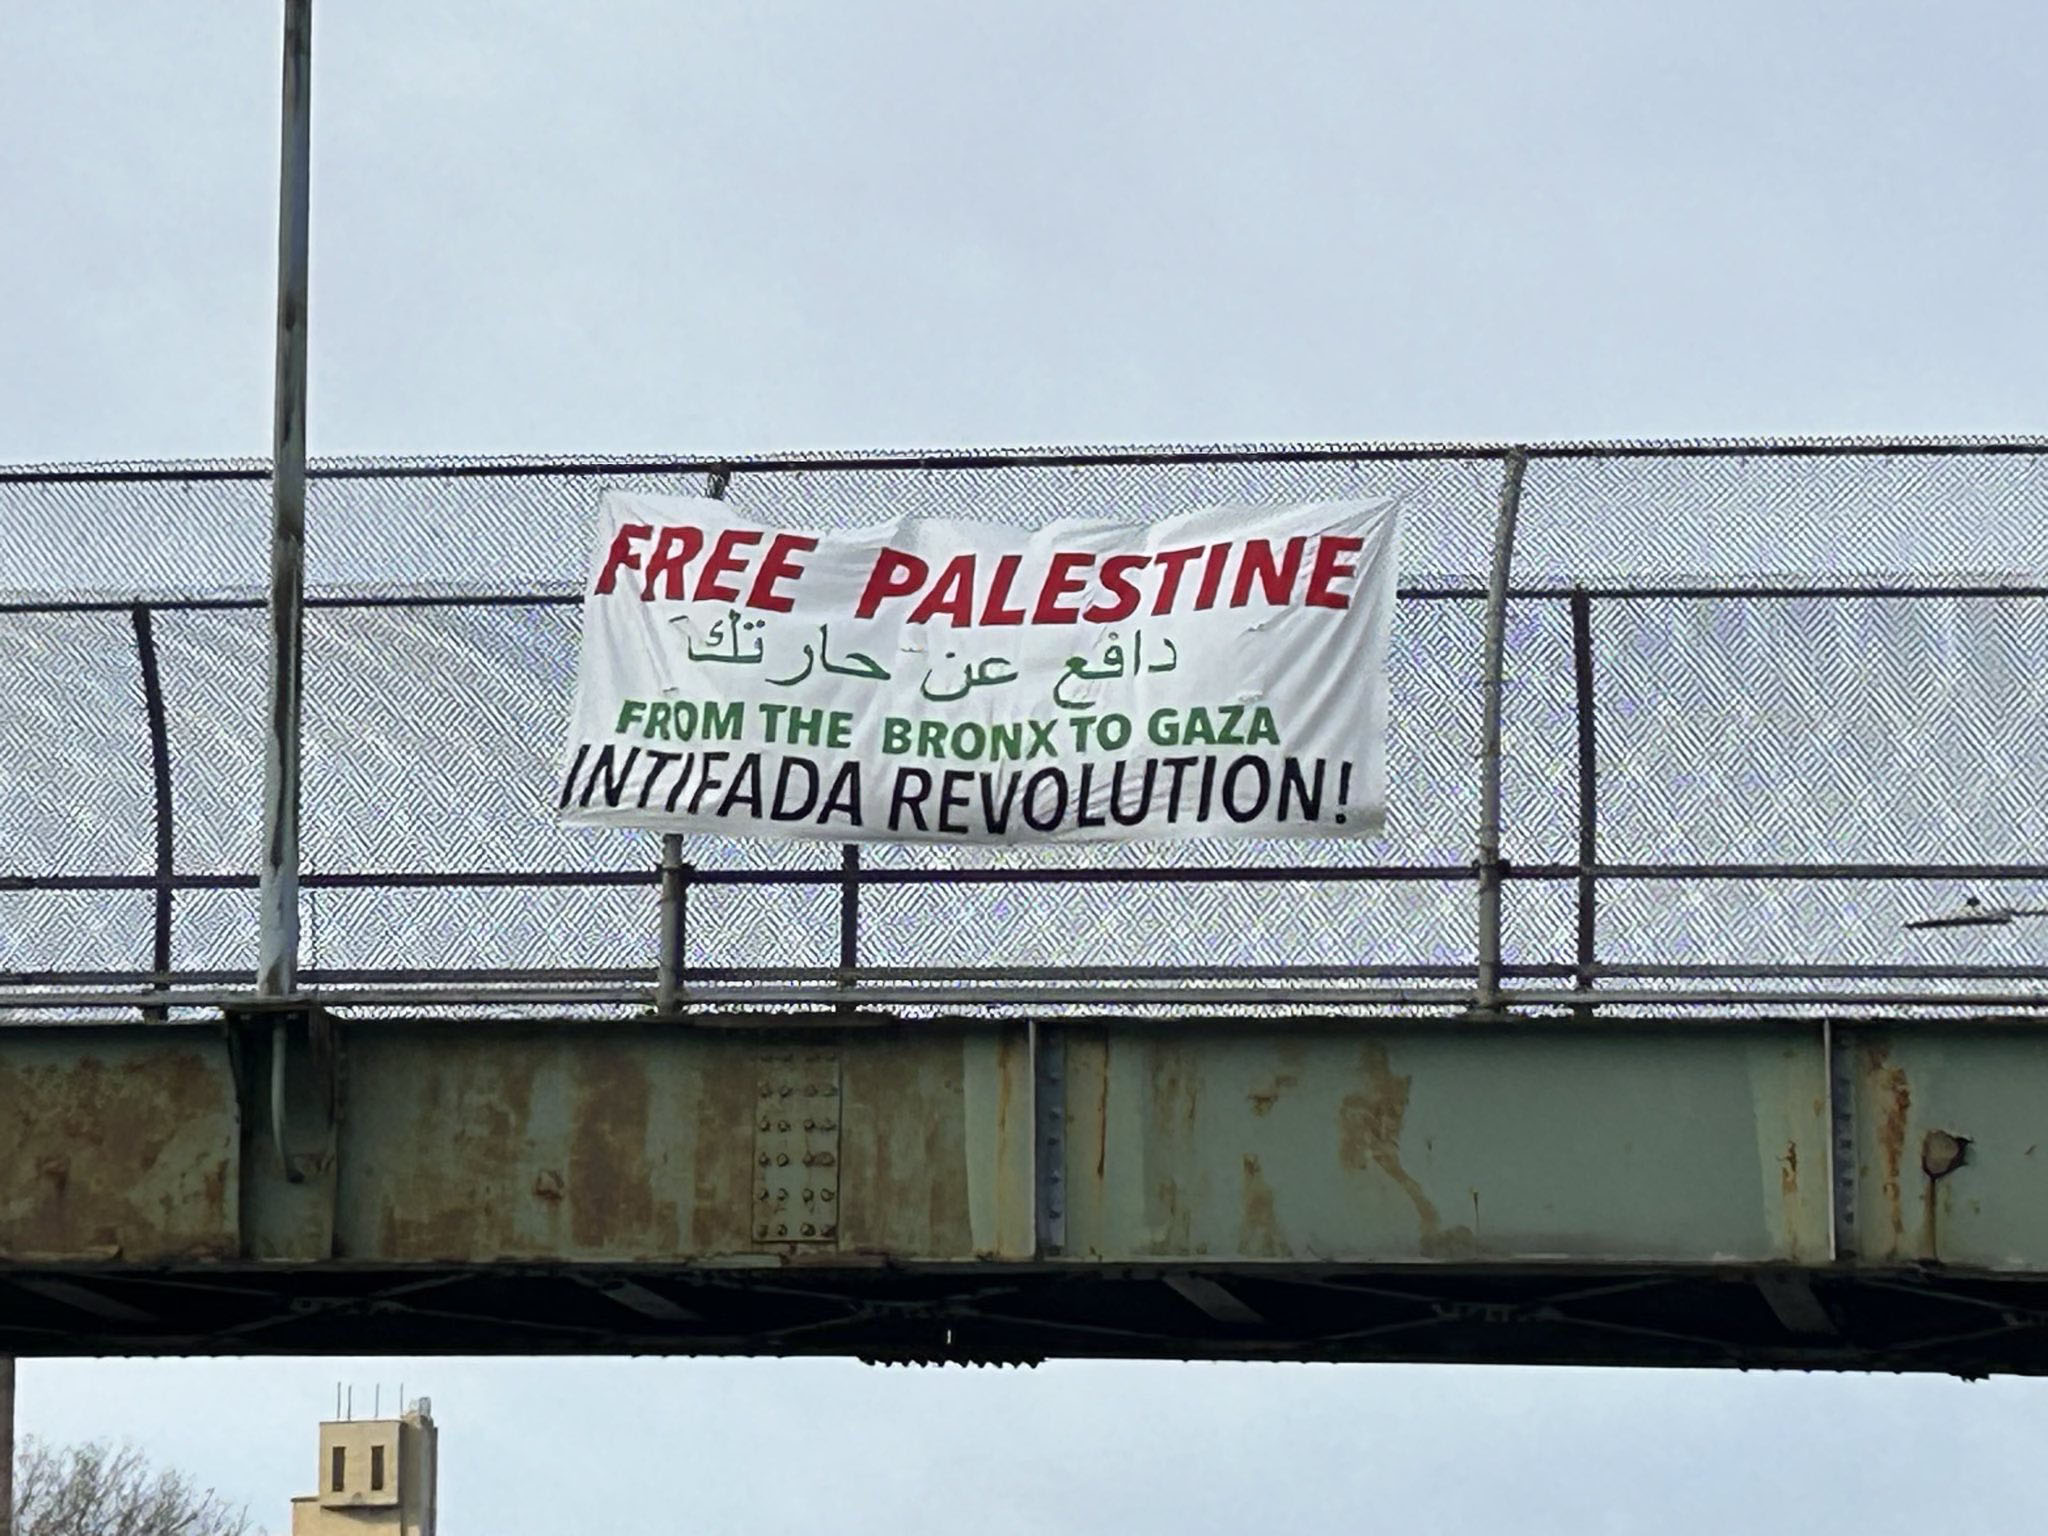 FREE PALESTINE
دافع عن حارتك
FROM THE BRONX TO GAZA
INTIFADA REVOLUTION!